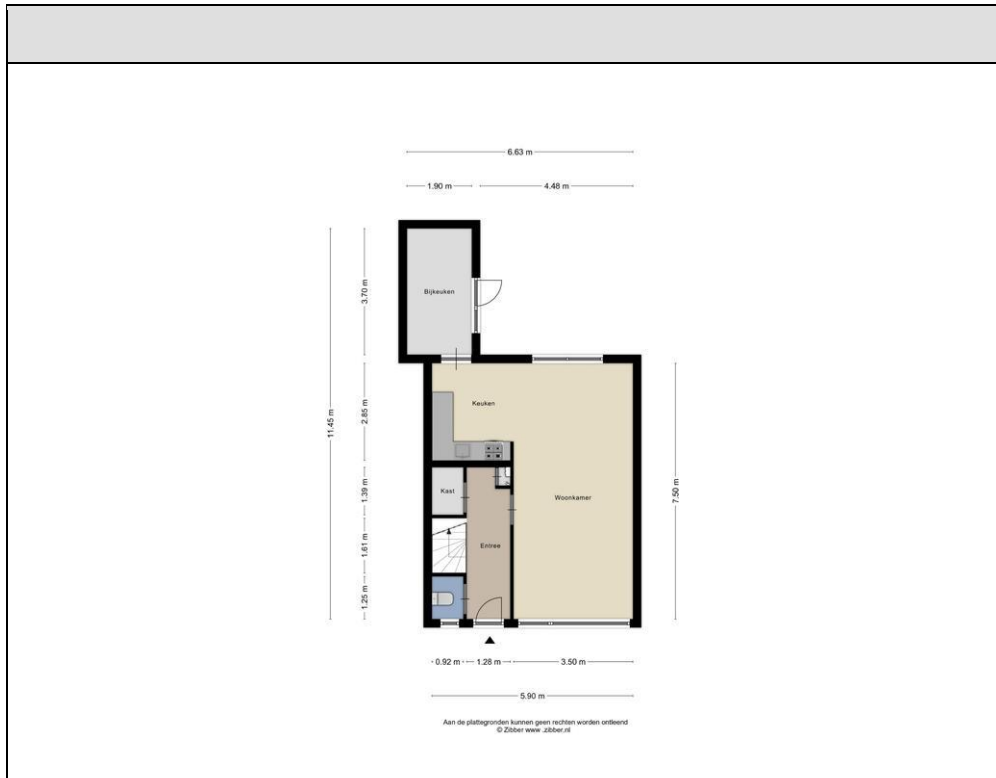 6.63 m
1.90 m
4.48 m
Bijkeuken
3.70 m
11.45 m
2.85 m
Keuken
1.39 m
Kast
Woonkamer
7.50 m
1.61 m
Entree
1.25 m
0.92 m
1.28 m
3.50 m
5.90 m
Aan de plattegronden kunnen geen rechten worden ontleend
© Zibber www .zibber.nl